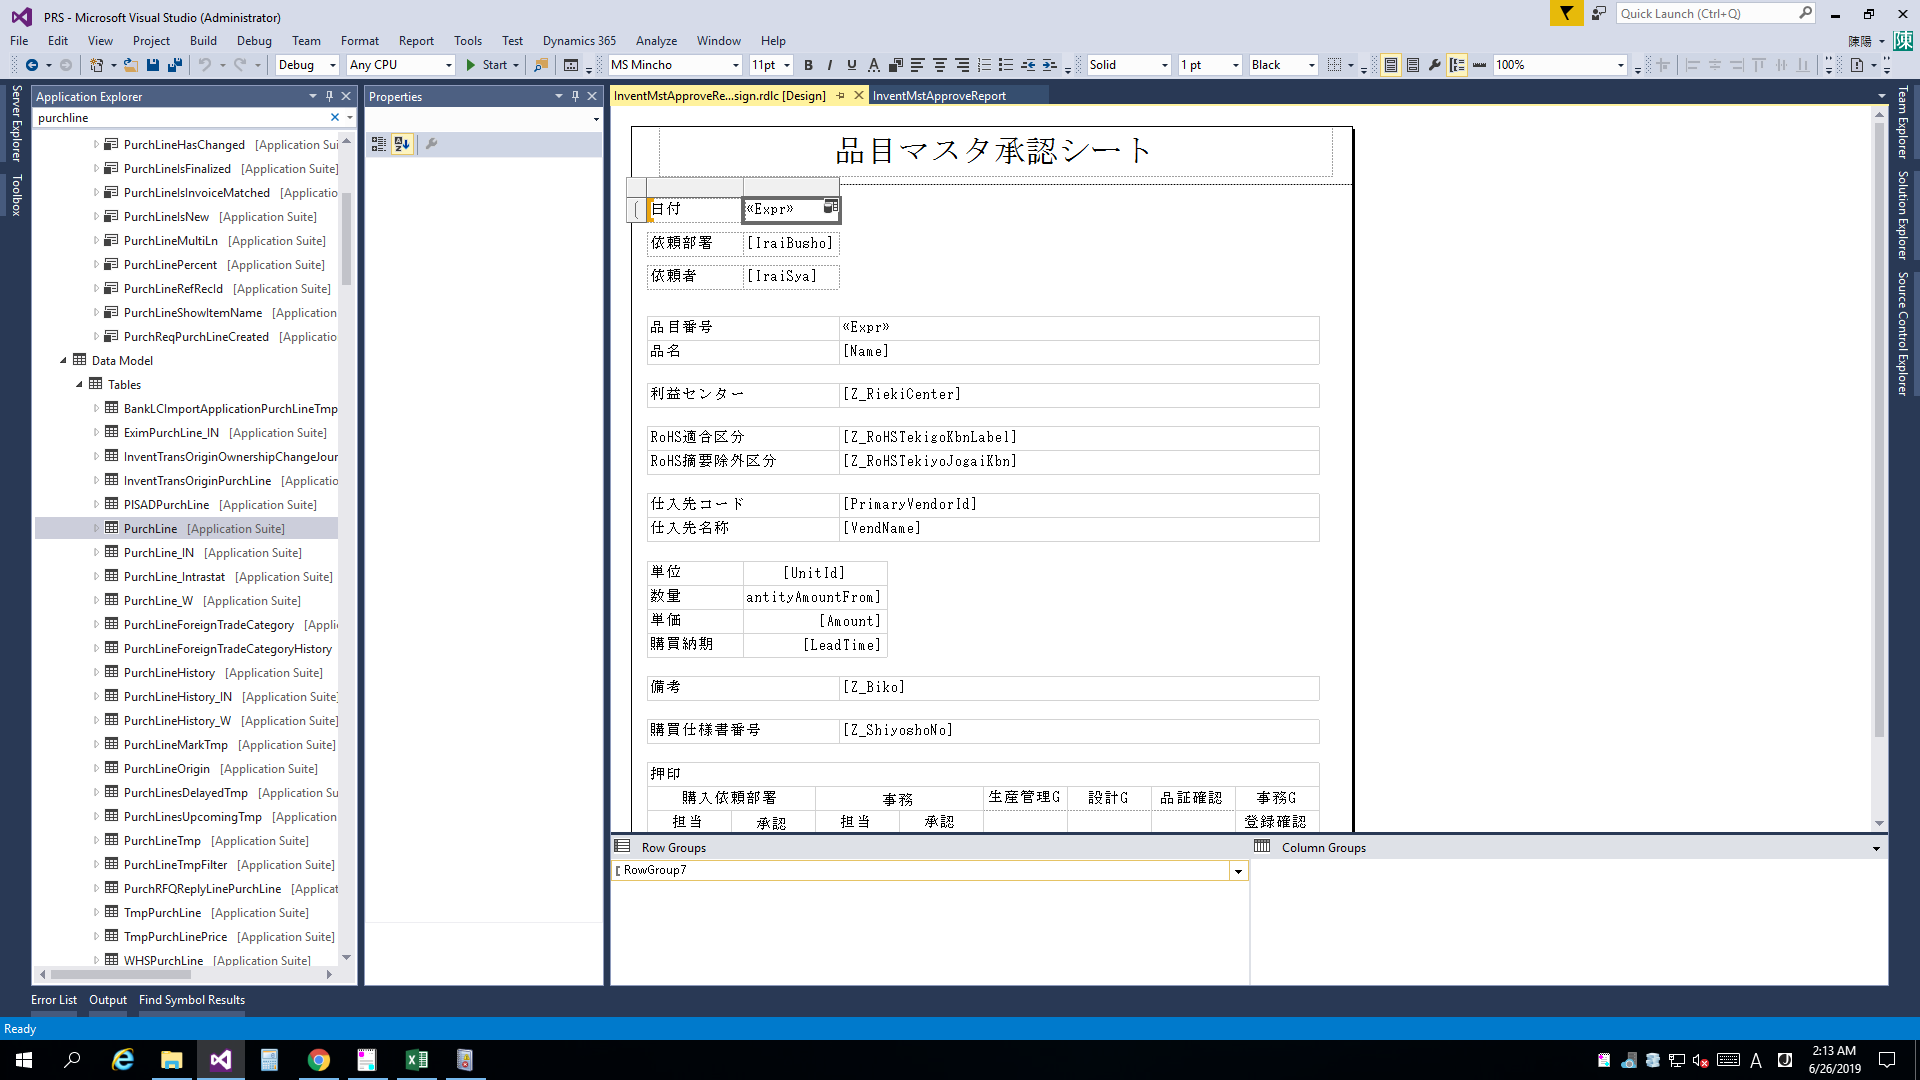 PRS - Microsoft Visual Studio (Administrator)
Quick Launch (Ctrl+Q)
File Edit View Project Build Debug Team Format Report Tools Test Dynamics 365 Analyze Window Help
陳陽
陳
Debug Any CPU Start MS Mincho 11pt B I U A Solid 1 pt Black 100%
Server Explorer
Toolbox
Application Explorer
purchline
PurchLineHasChanged [Application Sui
PurchLineIsFinalized [Application Suite]
PurchLineIsInvoiceMatched [Applicatio
PurchLineIsNew [Application Suite]
PurchLineMultiLn [Application Suite]
PurchLinePercent [Application Suite]
PurchLineRefRecId [Application Suite]
PurchLineShowItemName [Application
PurchReqPurchLineCreated [Applicatio
Data Model
Tables
BankLCImportApplicationPurchLineTmp
EximPurchLine_IN [Application Suite]
InventTransOriginOwnershipChangeJour
InventTransOriginPurchLine [Applicatio
PISADPurchLine [Application Suite]
PurchLine [Application Suite]
PurchLine_IN [Application Suite]
PurchLine_Intrastat [Application Suite]
PurchLine_W [Application Suite]
PurchLineForeignTradeCategory [Appli
PurchLineForeignTradeCategoryHistory
PurchLineHistory [Application Suite]
PurchLineHistory_IN [Application Suite]
PurchLineHistory_W [Application Suite]
PurchLineMarkTmp [Application Suite]
PurchLineOrigin [Application Suite]
PurchLinesDelayedTmp [Application Su
PurchLinesUpcomingTmp [Application
PurchLineTmp [Application Suite]
PurchLineTmpFilter [Application Suite]
PurchRFQReplyLinePurchLine [Applicat
TmpPurchLine [Application Suite]
TmpPurchLinePrice [Application Suite]
WHSPurchLine [Application Suite]
Properties
InventMstApproveRe...sign.rdlc [Design] InventMstApproveReport
品目マスタ承認シート
日付 «Expr»
依頼部署 [IraiBusho]
依頼者 [IraiSya]
品目番号 «Expr»
品名 [Name]
利益センター [Z_RiekiCenter]
RoHS適合区分 [Z_RoHSTekigoKbnLabel]
RoHS摘要除外区分 [Z_RoHSTekiyoJogaiKbn]
仕入先コード [PrimaryVendorId]
仕入先名称 [VendName]
単位 [UnitId]
数量 antityAmountFrom]
単価 [Amount]
購買納期 [LeadTime]
備考 [Z_Biko]
購買仕様書番号 [Z_ShiyoshoNo]
押印
購入依頼部署 事務 生産管理G 設計G 品証確認 事務G
担当 承認 担当 承認 登録確認
Row Groups
RowGroup7
Column Groups
Team Explorer
Solution Explorer
Source Control Explorer
Error List Output Find Symbol Results
Ready
A
2:13 AM
6/26/2019